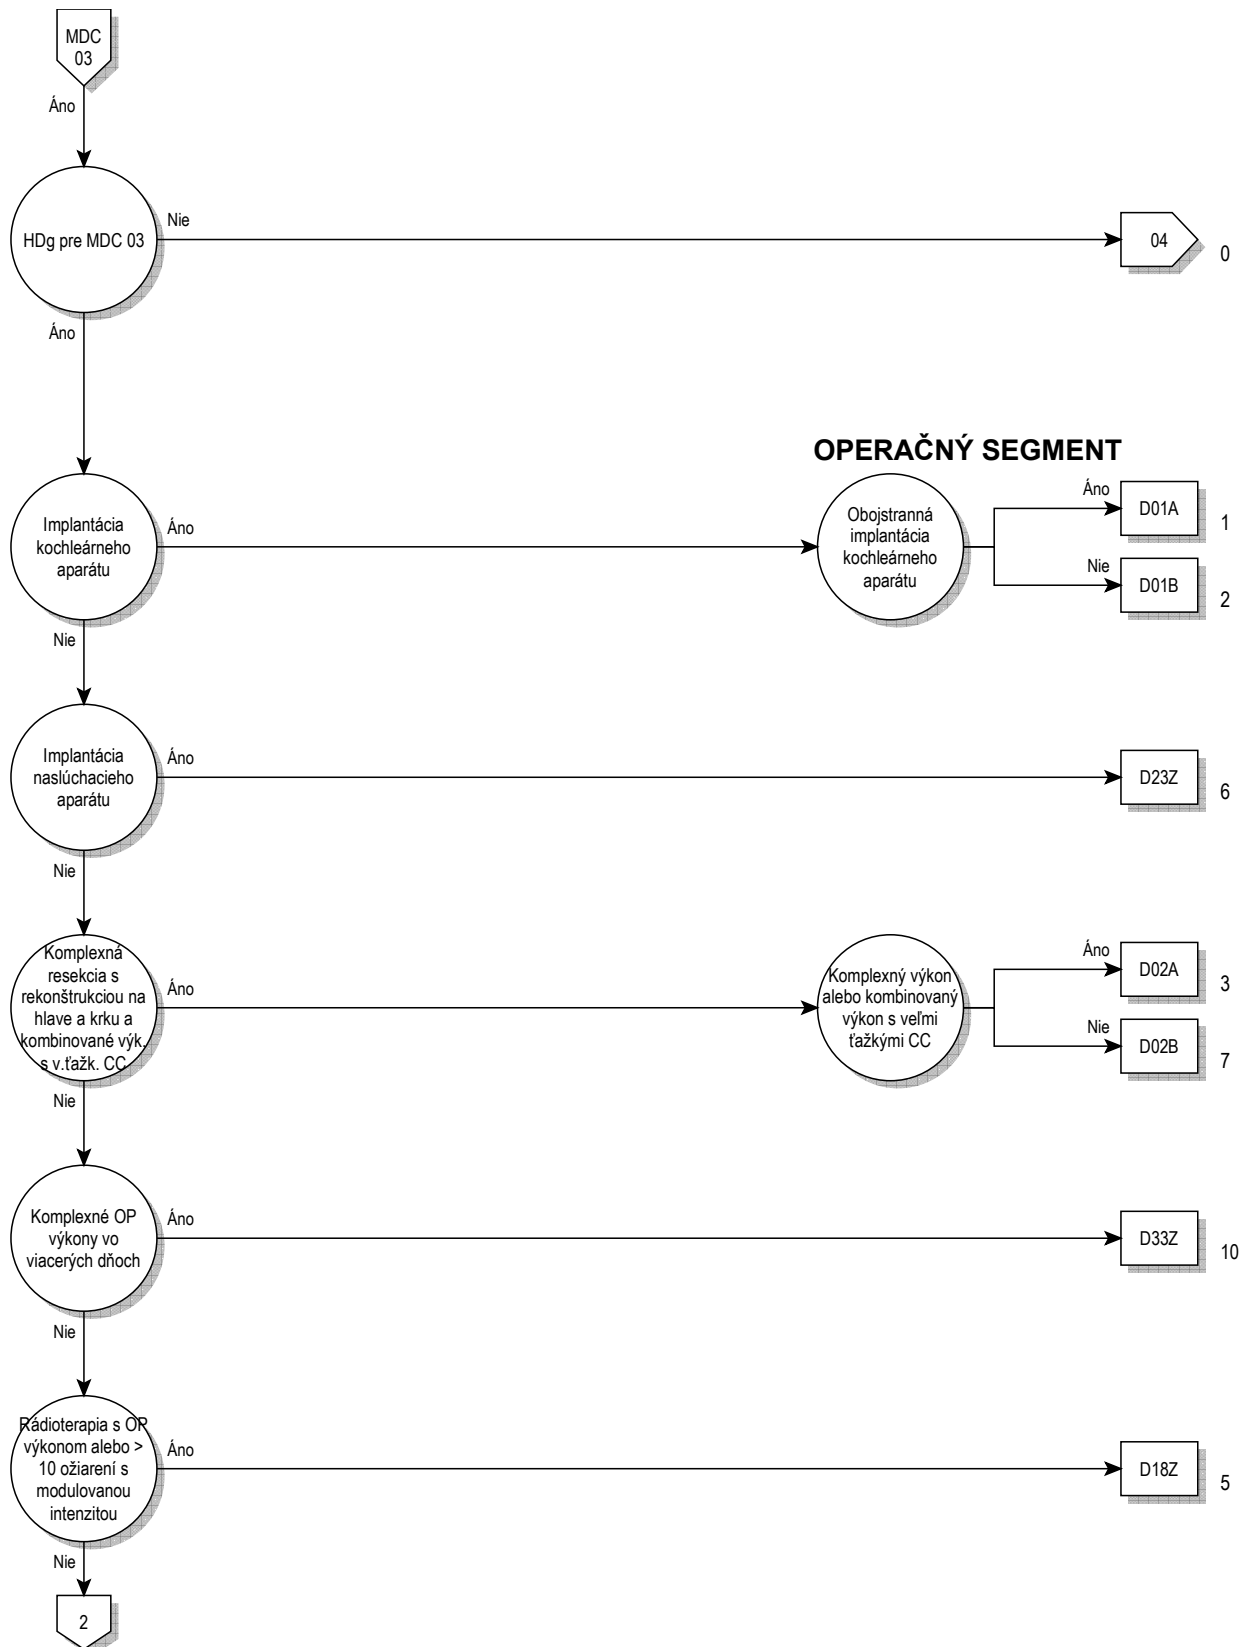 MDC
03
Áno
HDg pre MDC 03
Nie
04
0
Áno
OPERAČNÝ SEGMENT
Implantácia
kochleárneho
aparátu
Áno
Obojstranná
implantácia
kochleárneho
aparátu
Áno
D01A
1
Nie
D01B
2
Nie
Implantácia
naslúchacieho
aparátu
Áno
D23Z
6
Nie
Komplexná
resekcia s
rekonštrukciou na
hlave a krku a
kombinované výk.
s v.ťažk. CC
Áno
Komplexný výkon
alebo kombinovaný
výkon s veľmi
ťažkými CC
Áno
D02A
3
Nie
D02B
7
Nie
Komplexné OP
výkony vo
viacerých dňoch
Áno
D33Z
10
Nie
Rádioterapia s OP
výkonom alebo >
10 ožiarení s
modulovanou
intenzitou
Áno
D18Z
5
Nie
2